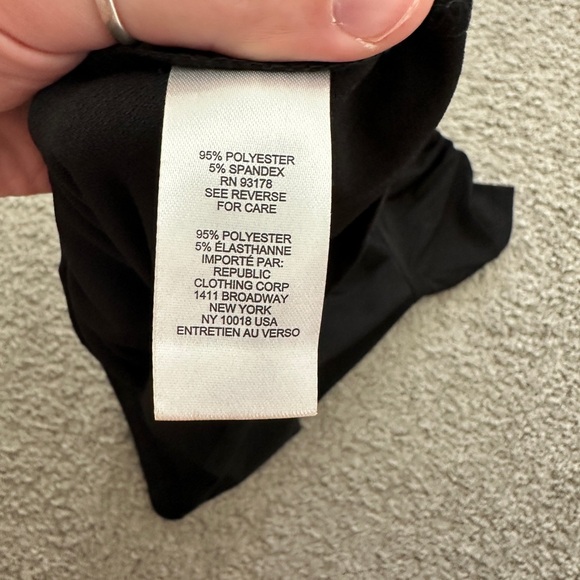 95% POLYESTER
5% SPANDEX
RN 93178
SEE REVERSE
FOR CARE
95% POLYESTER
5% ÉLASTHANNE
IMPORTÉ PAR:
REPUBLIC
CLOTHING CORP
1411 BROADWAY
NEW YORK
NY 10018 USA
ENTRETIEN AU VERSO